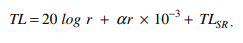 TL = 20 log r + αr × 10⁻³ + TL_SR,